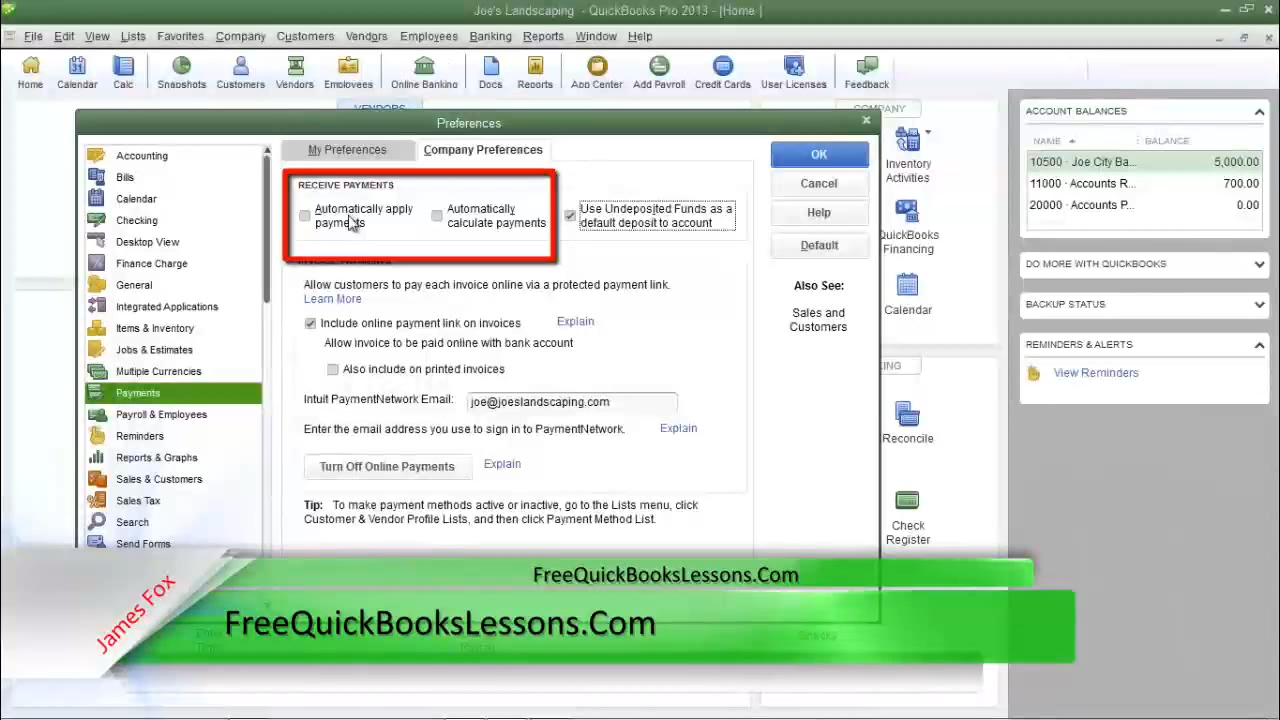 Joe's Landscaping - QuickBooks Pro 2013 - [Home ]
File Edit View Lists Favorites Company Customers Vendors Employees Banking Reports Window Help
Home Calendar Calc Snapshots Customers Vendors Employees Online Banking Docs Reports App Center Add Payroll Credit Cards User Licenses Feedback
VENDORS
COMPANY
Preferences
Accounting
Bills
Calendar
Checking
Desktop View
Finance Charge
General
Integrated Applications
Items & Inventory
Jobs & Estimates
Multiple Currencies
Payments
Payroll & Employees
Reminders
Reports & Graphs
Sales & Customers
Sales Tax
Search
Send Forms
My Preferences Company Preferences
RECEIVE PAYMENTS
Automatically apply
payments
Automatically
calculate payments
Use Undeposited Funds as a
default deposit to account
Allow customers to pay each invoice online via a protected payment link.
Learn More
Include online payment link on invoices Explain
Allow invoice to be paid online with bank account
Also include on printed invoices
Intuit PaymentNetwork Email: joe@joeslandscaping.com
Enter the email address you use to sign in to PaymentNetwork. Explain
Turn Off Online Payments Explain
Tip: To make payment methods active or inactive, go to the Lists menu, click
Customer & Vendor Profile Lists, and then click Payment Method List.
OK
Cancel
Help
Default
Also See:
Sales and
Customers
Inventory
Activities
QuickBooks
Financing
Calendar
KING
Reconcile
Check
Register
ACCOUNT BALANCES
NAME BALANCE
10500 · Joe City Ba... 5,000.00
11000 · Accounts R... 700.00
20000 · Accounts P... 0.00
DO MORE WITH QUICKBOOKS
BACKUP STATUS
REMINDERS & ALERTS
View Reminders
James Fox
FreeQuickBooksLessons.Com
FreeQuickBooksLessons.Com